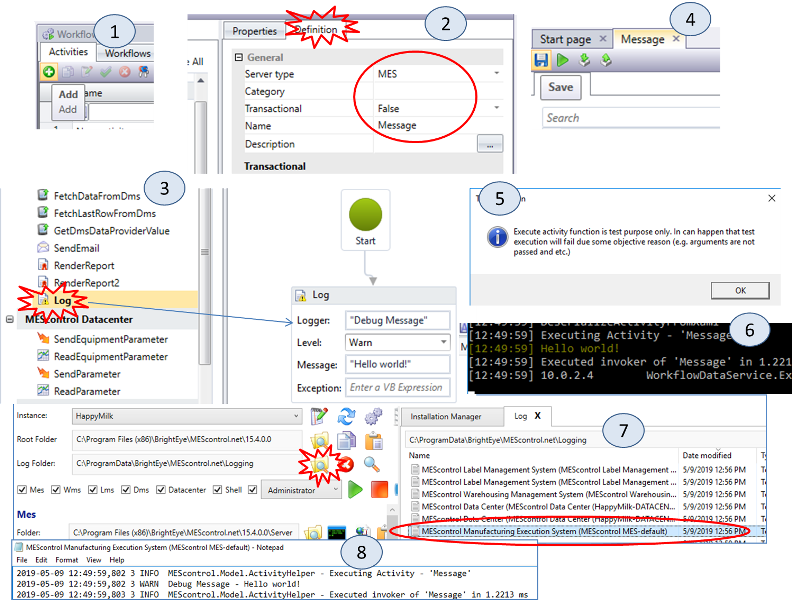 1
Workflow
Activities
Workflows
Add
Add
ame
Properties
Definition
2
All
General
Server type
MES
Category
Transactional
False
Name
Message
Description
...
Transactional
4
Start page
Message
Save
Search
3
FetchDataFromDms
FetchLastRowFromDms
GetDmsDataProviderValue
SendEmail
RenderReport
RenderReport2
Log
MEScontrol Datacenter
SendEquipmentParameter
ReadEquipmentParameter
SendParameter
ReadParameter
Start
Log
Logger:
"Debug Message"
Level:
Warn
Message:
"Hello world!"
Exception:
Enter a VB Expression
5
Execute activity function is test purpose only. In can happen that test
execution will fail due some objective reason (e.g. arguments are not
passed and etc.)
OK
6
[12:49:59] DeserializeActivityFromXaml
[12:49:59] Executing Activity - 'Message
[12:49:59] Hello world!
[12:49:59] Executed invoker of 'Message' in 1.221
[12:49:59] 10.0.2.4 WorkflowDataService.Ex
Instance:
HappyMilk
Root Folder
C:\Program Files (x86)\BrightEye\MEScontrol.net\15.4.0.0
Log Folder:
C:\ProgramData\BrightEye\MEScontrol.net\Logging
Mes
Wms
Lms
Dms
Datacenter
Shell
Administrator
Mes
Folder:
C:\Program Files (x86)\BrightEye\MEScontrol.net\15.4.0.0\Server
7
Installation Manager
Log X
C:\ProgramData\BrightEye\MEScontrol.net\Logging
Name
Date modified
Ty
MEScontrol Label Management System (MEScontrol Label Management ...
5/9/2019 12:56 PM
Te
MEScontrol Label Management System (MEScontrol Label Management ...
5/9/2019 12:56 PM
Te
MEScontrol Warehousing Management System (MEScontrol Warehousin...
5/9/2019 12:56 PM
Te
MEScontrol Data Center (MEScontrol Data Center (HappyMilk-DATACEN...
5/9/2019 12:56 PM
Te
MEScontrol Data Center (MEScontrol Data Center (HappyMilk-DATACEN...
5/9/2019 12:56 PM
Te
MEScontrol Manufacturing Execution System (MEScontrol MES-default)
5/9/2019 12:56 PM
Te
8
MEScontrol Manufacturing Execution System (MEScontrol MES-default) - Notepad
File Edit Format View Help
2019-05-09 12:49:59,802 3 INFO MEScontrol.Model.ActivityHelper - Executing Activity - 'Message'
2019-05-09 12:49:59,802 3 WARN Debug Message - Hello world!
2019-05-09 12:49:59,803 3 INFO MEScontrol.Model.ActivityHelper - Executed invoker of 'Message' in 1.2213 ms